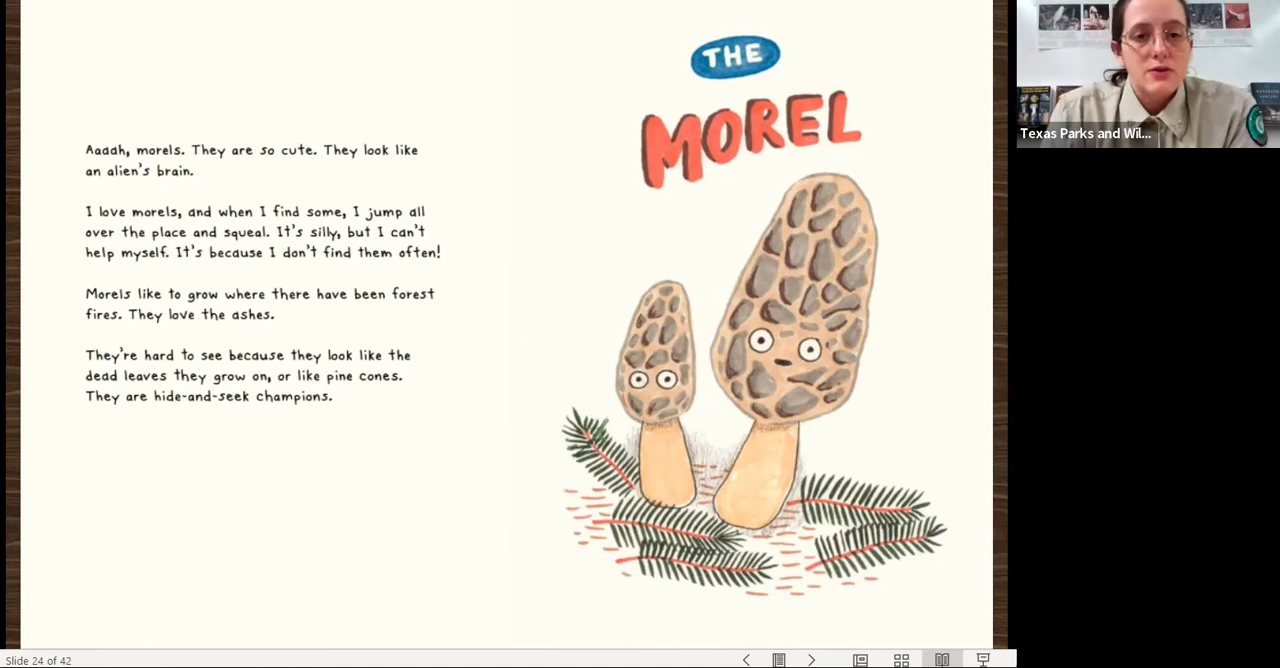 THE
MOREL
Aaaah, morels. They are so cute. They look like
an alien's brain.
I love morels, and when I find some, I jump all
over the place and squeal. It's silly, but I can't
help myself. It's because I don't find them often!
Morels like to grow where there have been forest
fires. They love the ashes.
They're hard to see because they look like the
dead leaves they grow on, or like pine cones.
They are hide-and-seek champions.
Texas Parks and Wil...
Slide 24 of 42